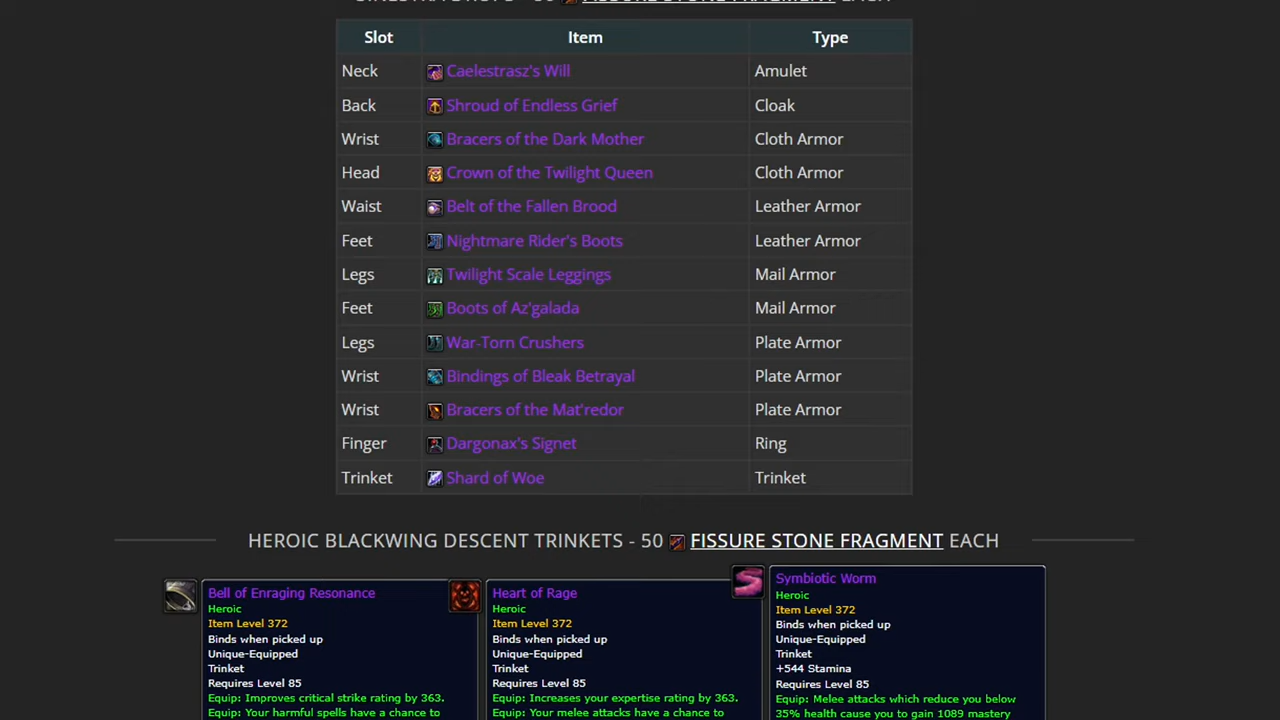 Slot Item Type
Neck Caelestrasz's Will Amulet
Back Shroud of Endless Grief Cloak
Wrist Bracers of the Dark Mother Cloth Armor
Head Crown of the Twilight Queen Cloth Armor
Waist Belt of the Fallen Brood Leather Armor
Feet Nightmare Rider's Boots Leather Armor
Legs Twilight Scale Leggings Mail Armor
Feet Boots of Az'galada Mail Armor
Legs War-Torn Crushers Plate Armor
Wrist Bindings of Bleak Betrayal Plate Armor
Wrist Bracers of the Mat'redor Plate Armor
Finger Dargonax's Signet Ring
Trinket Shard of Woe Trinket
HEROIC BLACKWING DESCENT TRINKETS - 50 FISSURE STONE FRAGMENT EACH
Bell of Enraging Resonance
Heroic
Item Level 372
Binds when picked up
Unique-Equipped
Trinket
Requires Level 85
Equip: Improves critical strike rating by 363.
Equip: Your harmful spells have a chance to
Heart of Rage
Heroic
Item Level 372
Binds when picked up
Unique-Equipped
Trinket
Requires Level 85
Equip: Increases your expertise rating by 363.
Equip: Your melee attacks have a chance to
Symbiotic Worm
Heroic
Item Level 372
Binds when picked up
Unique-Equipped
Trinket
+544 Stamina
Requires Level 85
Equip: Melee attacks which reduce you below
35% health cause you to gain 1089 mastery